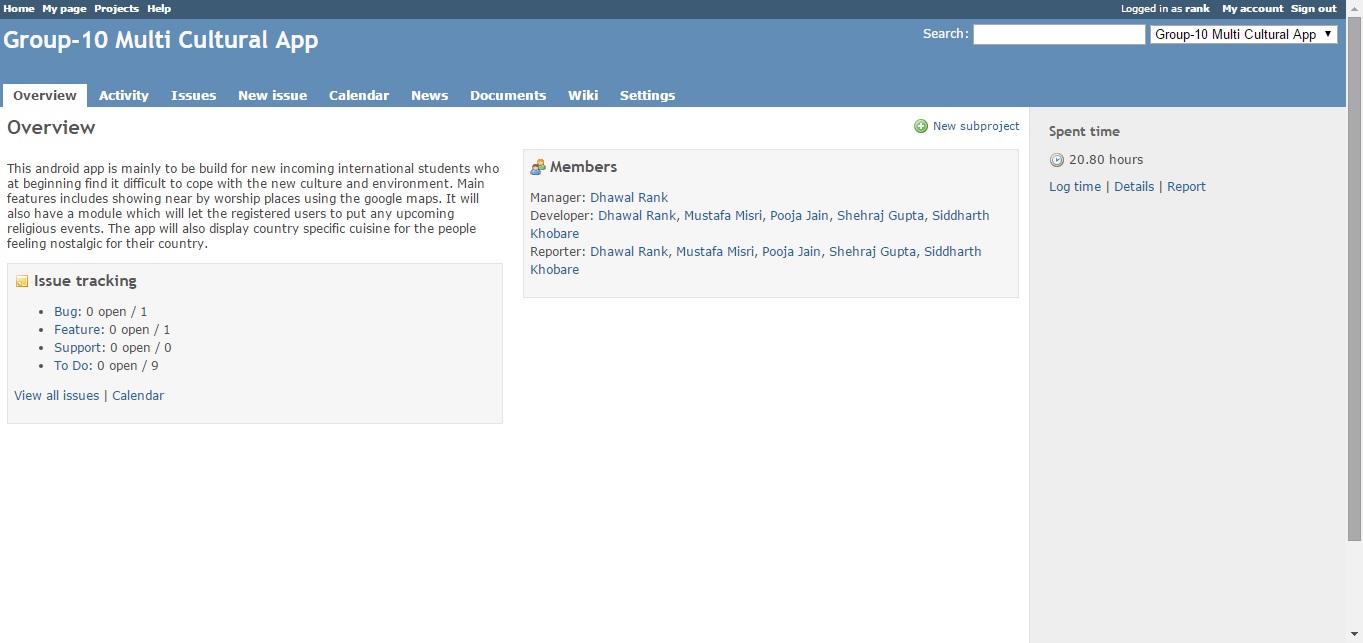 Home My page Projects Help
Logged in as rank My account Sign out
Group-10 Multi Cultural App
Search:
Group-10 Multi Cultural App
Overview Activity Issues New issue Calendar News Documents Wiki Settings
Overview
New subproject
This android app is mainly to be build for new incoming international students who
at beginning find it difficult to cope with the new culture and environment. Main
features includes showing near by worship places using the google maps. It will
also have a module which will let the registered users to put any upcoming
religious events. The app will also display country specific cuisine for the people
feeling nostalgic for their country.
Issue tracking
Bug: 0 open / 1
Feature: 0 open / 1
Support: 0 open / 0
To Do: 0 open / 9
View all issues | Calendar
Members
Manager: Dhawal Rank
Developer: Dhawal Rank, Mustafa Misri, Pooja Jain, Shehraj Gupta, Siddharth
Khobare
Reporter: Dhawal Rank, Mustafa Misri, Pooja Jain, Shehraj Gupta, Siddharth
Khobare
Spent time
20.80 hours
Log time | Details | Report